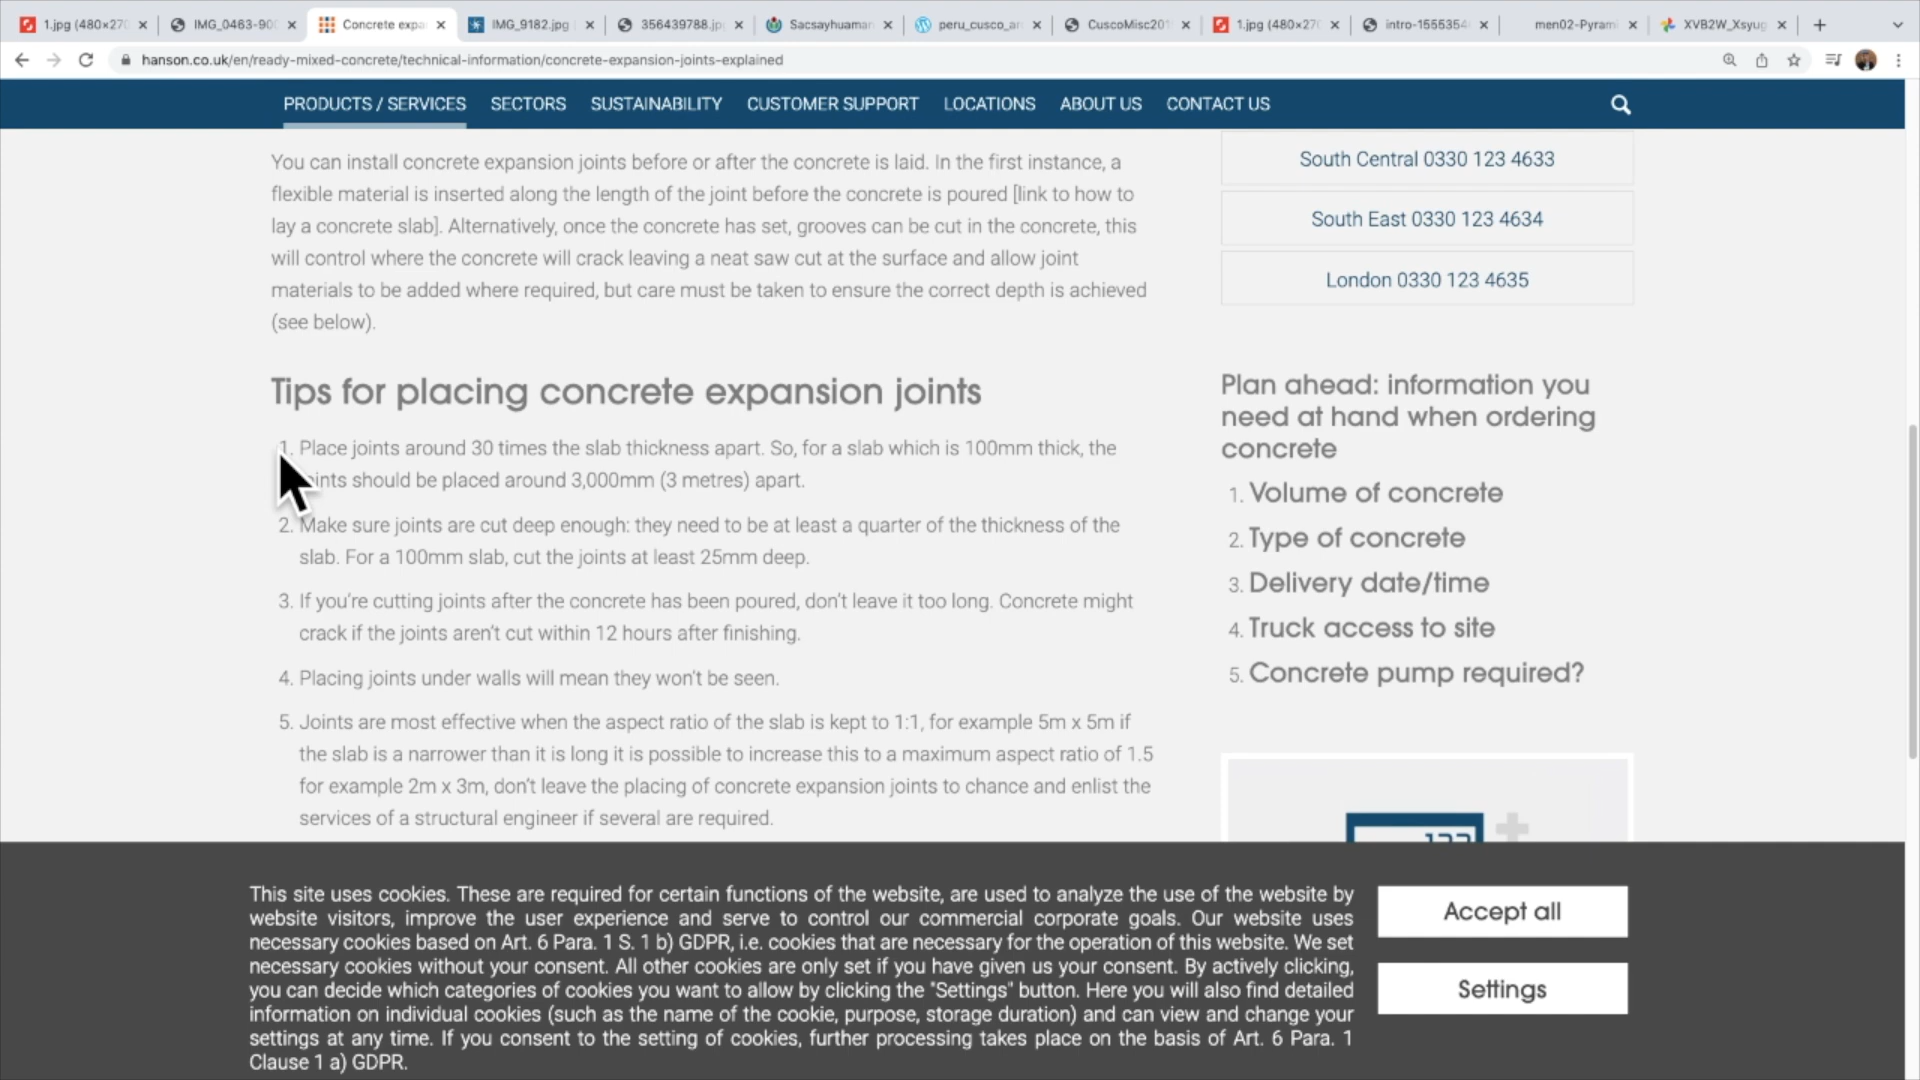 1.jpg (480×270
IMG_0463-900
Concrete expa
IMG_9182.jpg
356439788.jp
Sacsayhuaman
peru_cusco_ar
CuscoMisc201
1.jpg (480×270
intro-1555354
men02-Pyrami
XVB2W_Xsyug
hanson.co.uk/en/ready-mixed-concrete/technical-information/concrete-expansion-joints-explained
PRODUCTS / SERVICES SECTORS SUSTAINABILITY CUSTOMER SUPPORT LOCATIONS ABOUT US CONTACT US
You can install concrete expansion joints before or after the concrete is laid. In the first instance, a
flexible material is inserted along the length of the joint before the concrete is poured [link to how to
lay a concrete slab]. Alternatively, once the concrete has set, grooves can be cut in the concrete, this
will control where the concrete will crack leaving a neat saw cut at the surface and allow joint
materials to be added where required, but care must be taken to ensure the correct depth is achieved
(see below).
Tips for placing concrete expansion joints
1. Place joints around 30 times the slab thickness apart. So, for a slab which is 100mm thick, the
joints should be placed around 3,000mm (3 metres) apart.
2. Make sure joints are cut deep enough: they need to be at least a quarter of the thickness of the
slab. For a 100mm slab, cut the joints at least 25mm deep.
3. If you’re cutting joints after the concrete has been poured, don’t leave it too long. Concrete might
crack if the joints aren’t cut within 12 hours after finishing.
4. Placing joints under walls will mean they won’t be seen.
5. Joints are most effective when the aspect ratio of the slab is kept to 1:1, for example 5m x 5m if
the slab is a narrower than it is long it is possible to increase this to a maximum aspect ratio of 1.5
for example 2m x 3m, don’t leave the placing of concrete expansion joints to chance and enlist the
services of a structural engineer if several are required.
South Central 0330 123 4633
South East 0330 123 4634
London 0330 123 4635
Plan ahead: information you
need at hand when ordering
concrete
1. Volume of concrete
2. Type of concrete
3. Delivery date/time
4. Truck access to site
5. Concrete pump required?
This site uses cookies. These are required for certain functions of the website, are used to analyze the use of the website by
website visitors, improve the user experience and serve to control our commercial corporate goals. Our website uses
necessary cookies based on Art. 6 Para. 1 S. 1 b) GDPR, i.e. cookies that are necessary for the operation of this website. We set
necessary cookies without your consent. All other cookies are only set if you have given us your consent. By actively clicking,
you can decide which categories of cookies you want to allow by clicking the "Settings" button. Here you will also find detailed
information on individual cookies (such as the name of the cookie, purpose, storage duration) and can view and change your
settings at any time. If you consent to the setting of cookies, further processing takes place on the basis of Art. 6 Para. 1
Clause 1 a) GDPR.
Accept all
Settings